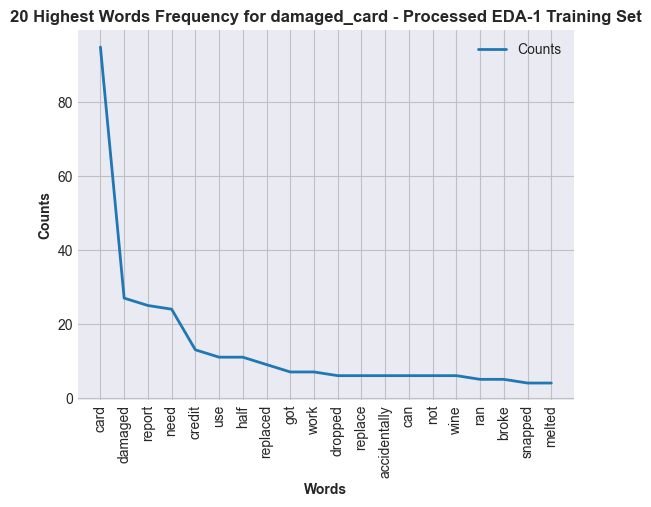 20 Highest Words Frequency for damaged_card - Processed EDA-1 Training Set
Counts
Counts
80
60
40
20
0
card
damaged
report
need
credit
use
half
replaced
got
work
dropped
replace
accidentally
can
not
wine
ran
broke
snapped
melted
Words